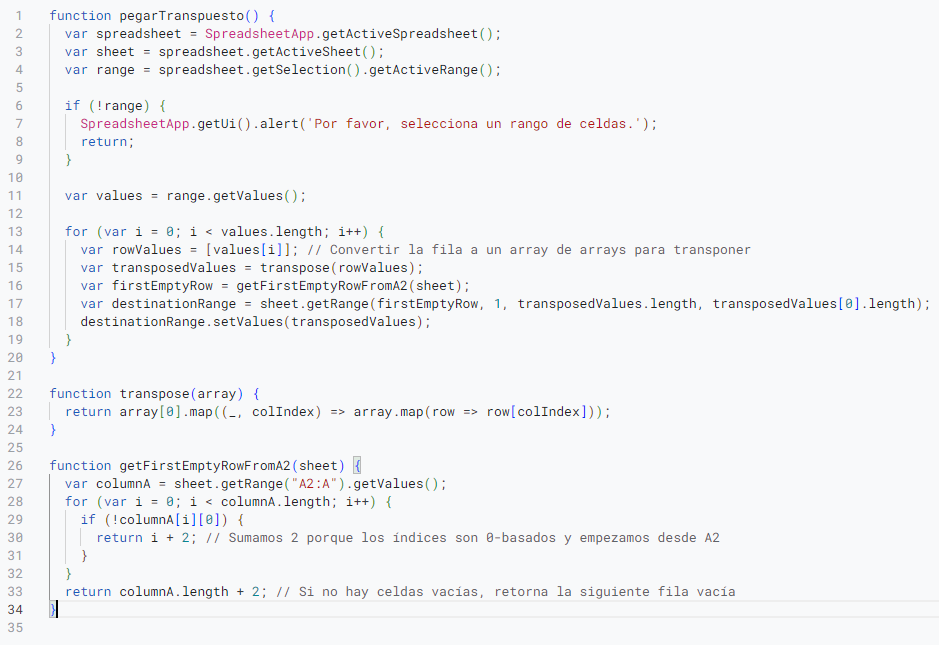 1 function pegarTranspuesto() {
2 var spreadsheet = SpreadsheetApp.getActiveSpreadsheet();
3 var sheet = spreadsheet.getActiveSheet();
4 var range = spreadsheet.getSelection().getActiveRange();
5
6 if (!range) {
7 SpreadsheetApp.getUi().alert('Por favor, selecciona un rango de celdas.');
8 return;
9 }
10
11 var values = range.getValues();
12
13 for (var i = 0; i < values.length; i++) {
14 var rowValues = [values[i]]; // Convertir la fila a un array de arrays para transponer
15 var transposedValues = transpose(rowValues);
16 var firstEmptyRow = getFirstEmptyRowFromA2(sheet);
17 var destinationRange = sheet.getRange(firstEmptyRow, 1, transposedValues.length, transposedValues[0].length);
18 destinationRange.setValues(transposedValues);
19 }
20 }
21
22 function transpose(array) {
23 return array[0].map((_, colIndex) => array.map(row => row[colIndex]));
24 }
25
26 function getFirstEmptyRowFromA2(sheet) {
27 var columnA = sheet.getRange("A2:A").getValues();
28 for (var i = 0; i < columnA.length; i++) {
29 if (!columnA[i][0]) {
30 return i + 2; // Sumamos 2 porque los índices son 0-basados y empezamos desde A2
31 }
32 }
33 return columnA.length + 2; // Si no hay celdas vacías, retorna la siguiente fila vacía
34 }
35